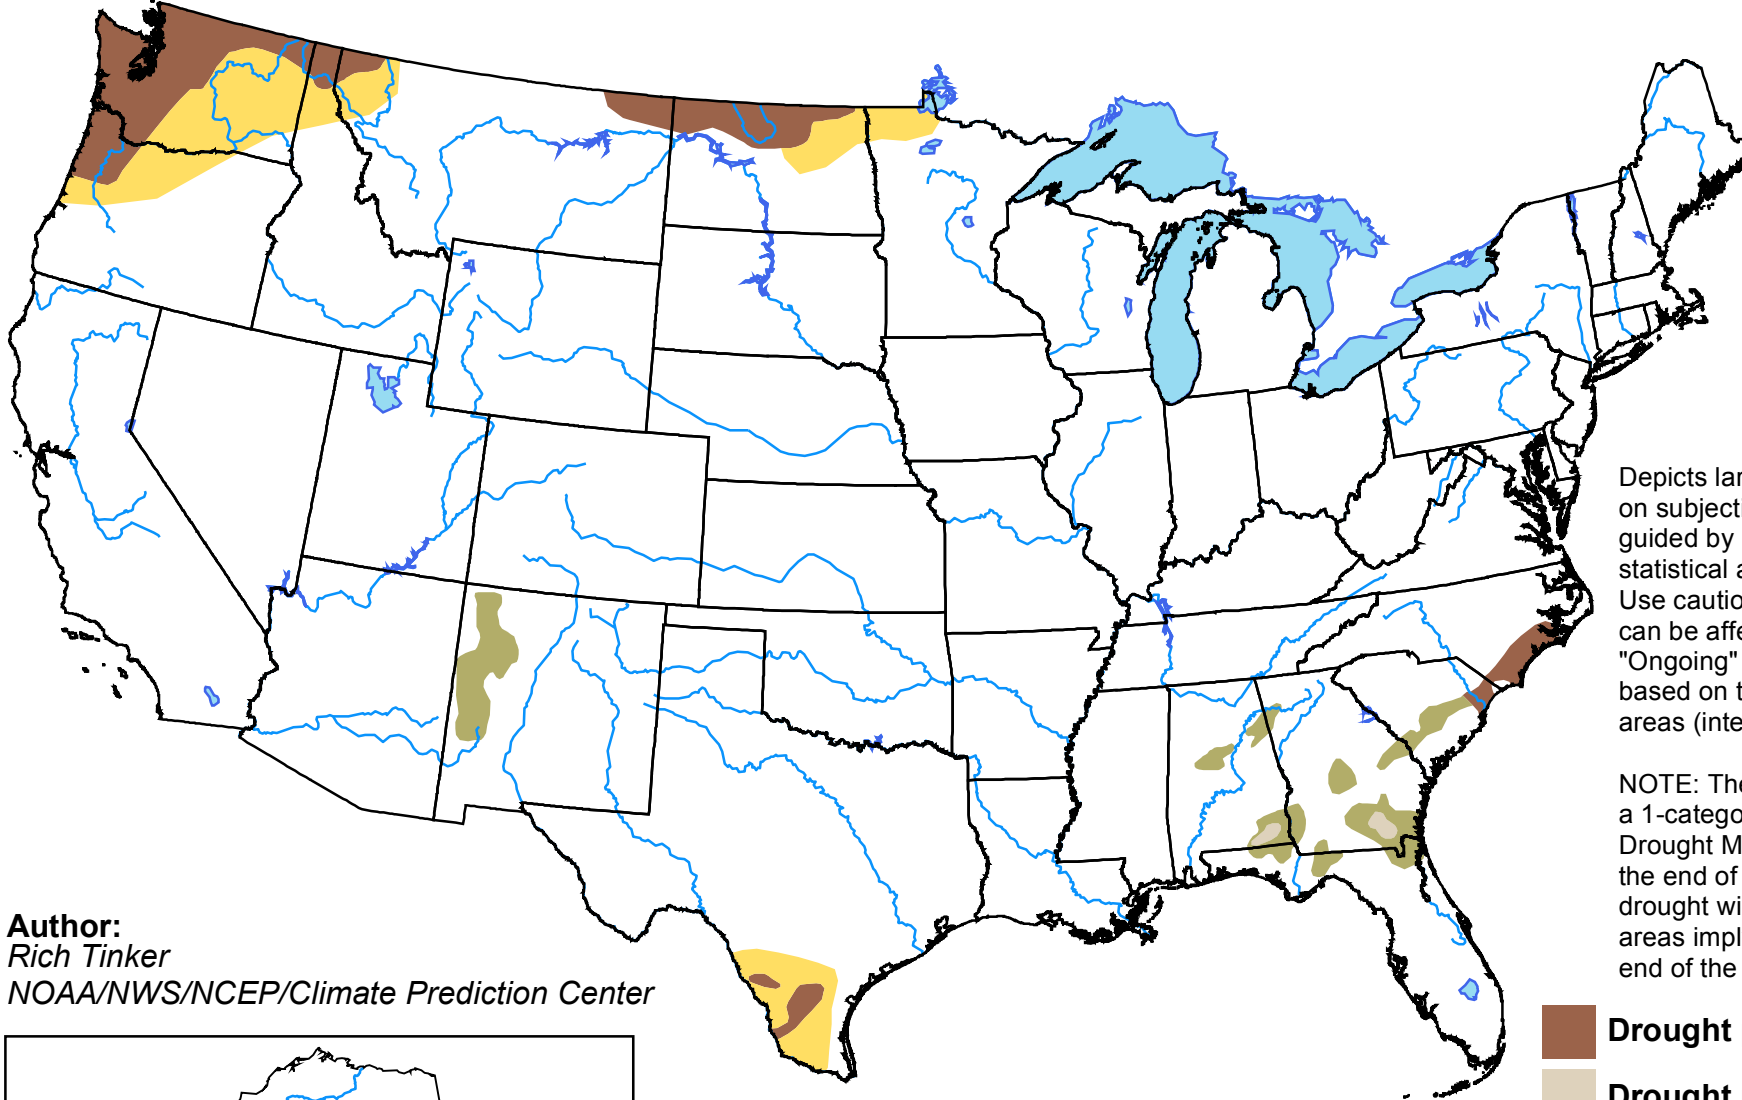 Depicts lar
on subjecti
guided by
statistical a
Use cautio
can be affe
"Ongoing"
based on t
areas (inte
NOTE: The
a 1-catego
Drought M
the end of
drought wi
areas impl
end of the
Author:
Rich Tinker
NOAA/NWS/NCEP/Climate Prediction Center
Drought
Drought